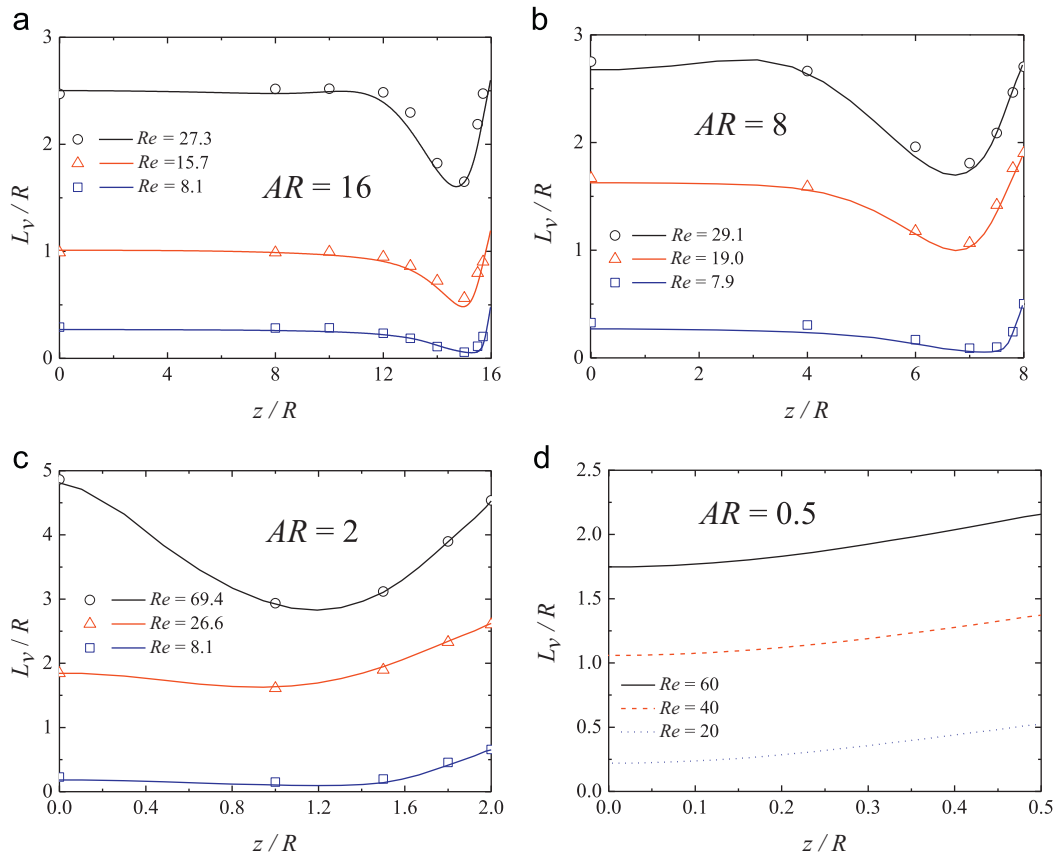 a
3
2
1
0
L_v / R
Re = 27.3
Re =15.7
Re = 8.1
AR = 16
0 4 8 12 16
z / R
b
3
2
1
0
L_v / R
AR = 8
Re = 29.1
Re = 19.0
Re = 7.9
0 2 4 6 8
z / R
c
5
4
3
2
1
0
L_v / R
AR = 2
Re = 69.4
Re = 26.6
Re = 8.1
0.0 0.4 0.8 1.2 1.6 2.0
z / R
d
2.5
2.0
1.5
1.0
0.5
0.0
L_v / R
AR = 0.5
Re = 60
Re = 40
Re = 20
0.0 0.1 0.2 0.3 0.4 0.5
z / R